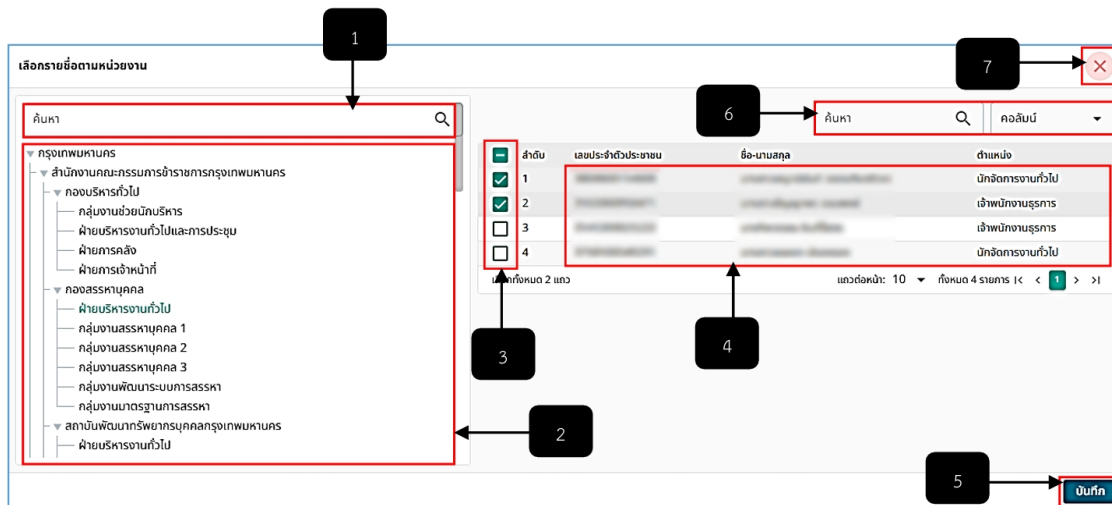 1
7
เลือกรายชื่อตามหน่วยงาน
6
ค้นหา
ค้นหา
คอลัมน์
กรุงเทพมหานคร
สำนักงานคณะกรรมการข้าราชการกรุงเทพมหานคร
กองบริหารทั่วไป
กลุ่มงานช่วยนักบริหาร
ฝ่ายบริหารงานทั่วไปและการประชุม
ฝ่ายการคลัง
ฝ่ายการเจ้าหน้าที่
กองสรรหาบุคคล
ฝ่ายบริหารงานทั่วไป
กลุ่มงานสรรหาบุคคล 1
กลุ่มงานสรรหาบุคคล 2
กลุ่มงานสรรหาบุคคล 3
กลุ่มงานพัฒนาระบบการสรรหา
กลุ่มงานมาตรฐานการสรรหา
สถาบันพัฒนาทรัพยากรบุคคลกรุงเทพมหานคร
ฝ่ายบริหารงานทั่วไป
ลำดับ เลขประจำตัวประชาชน ชื่อ-นามสกุล ตำแหน่ง
1 นักจัดการงานทั่วไป
2 เจ้าพนักงานธุรการ
3 เจ้าพนักงานธุรการ
4 นักจัดการงานทั่วไป
ทั้งหมด 2 แถว แถวต่อหน้า: 10 ทั้งหมด 4 รายการ |< < 1 > >|
3
4
2
5
บันทึก